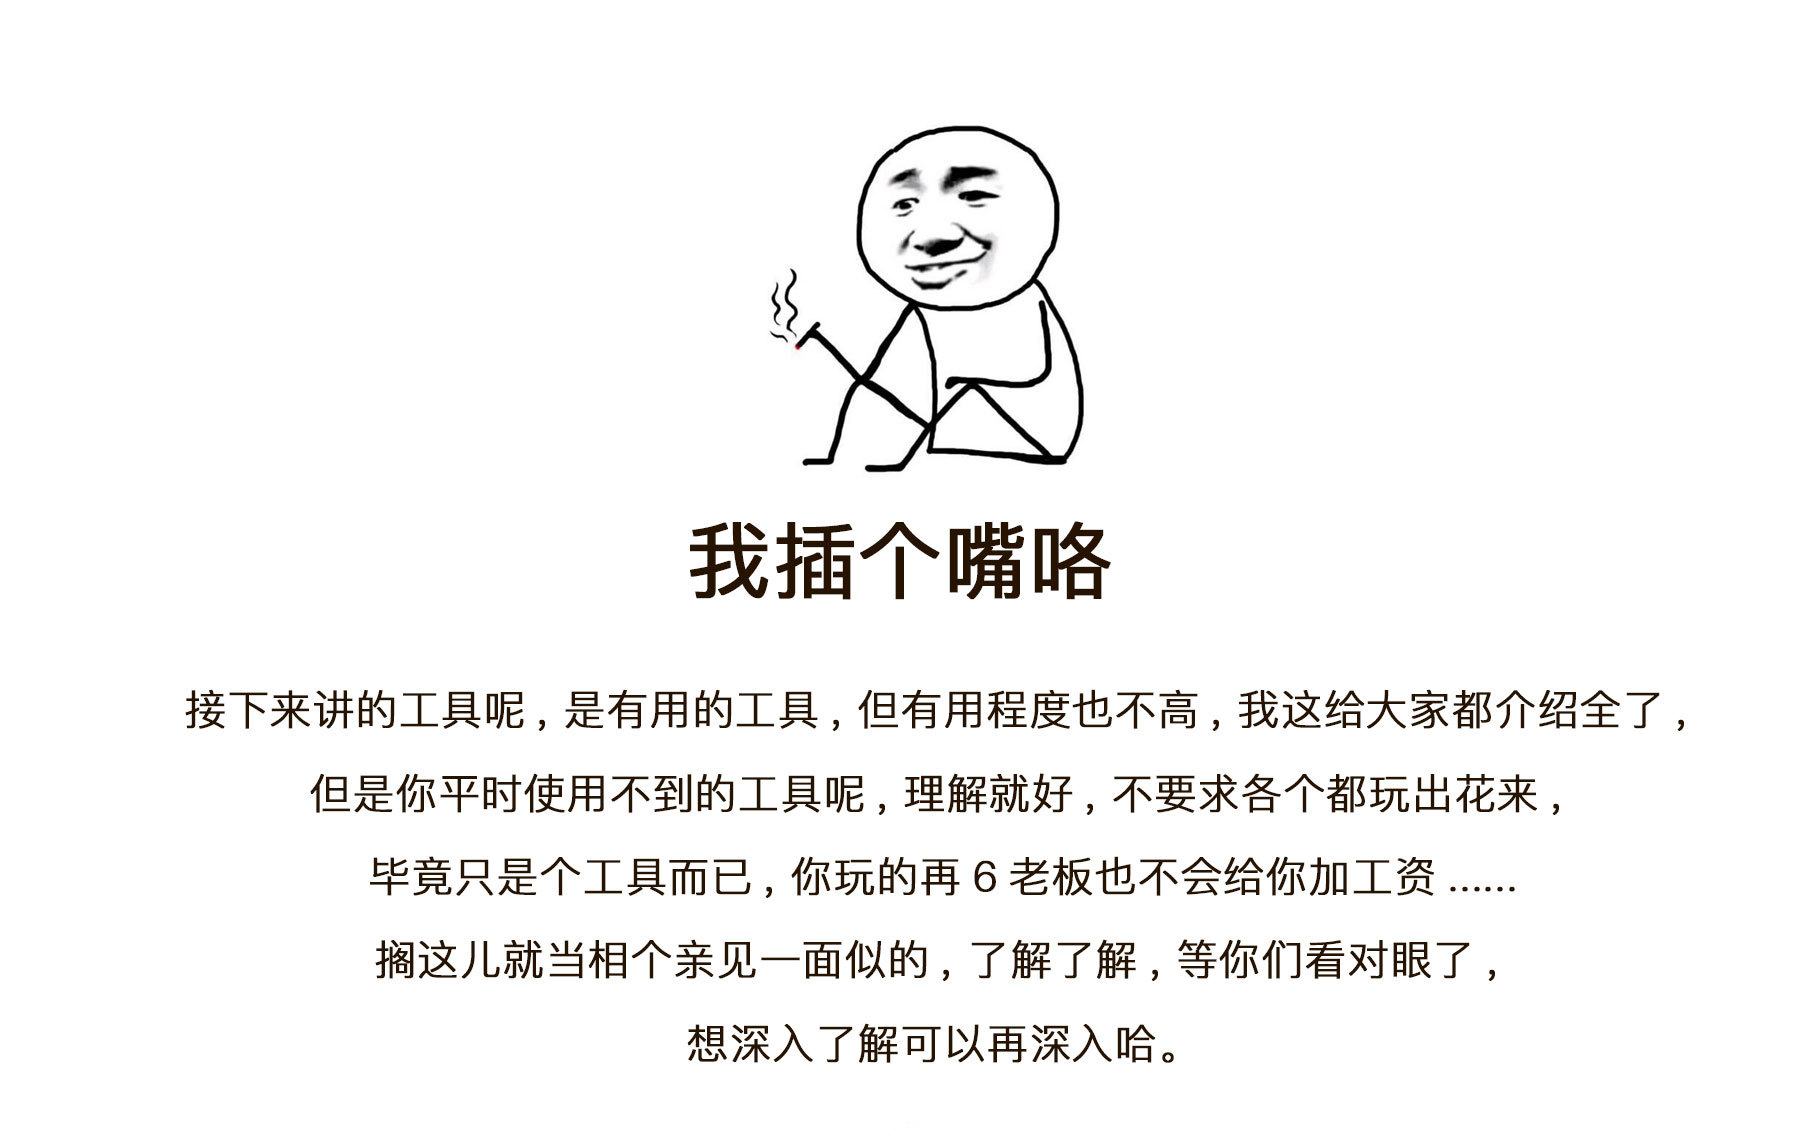 我插个嘴咯
接下来讲的工具呢，是有用的工具，但有用程度也不高，我这给大家都介绍全了，
但是你平时使用不到的工具呢，理解就好，不要求各个都玩出花来，
毕竟只是个工具而已，你玩的再6老板也不会给你加工资......
搁这儿就当相个亲见一面似的，了解了解，等你们看对眼了，
想深入了解可以再深入哈。